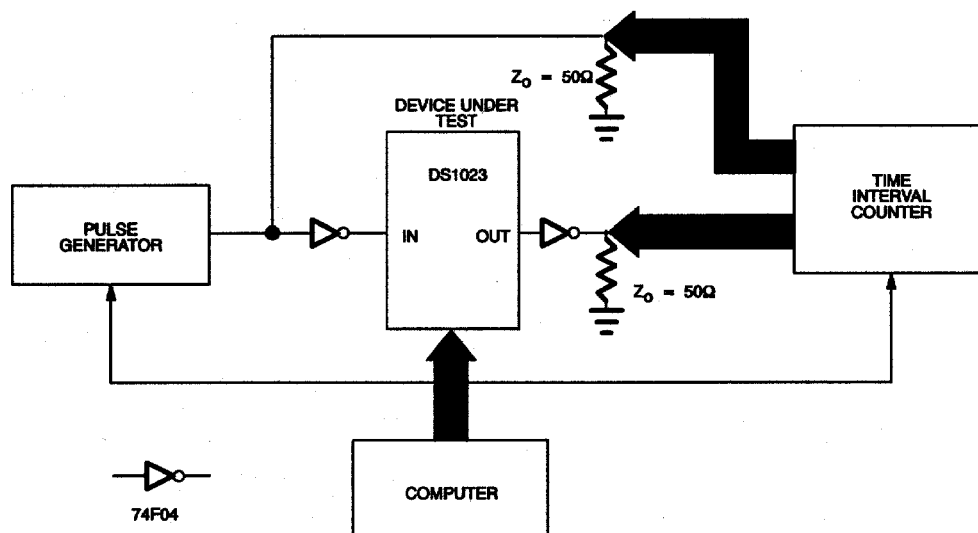 Z₀ = 50Ω
DEVICE UNDER
TEST
DS1023
TIME
INTERVAL
COUNTER
PULSE
GENERATOR
IN
OUT
Z₀ = 50Ω
COMPUTER
74F04